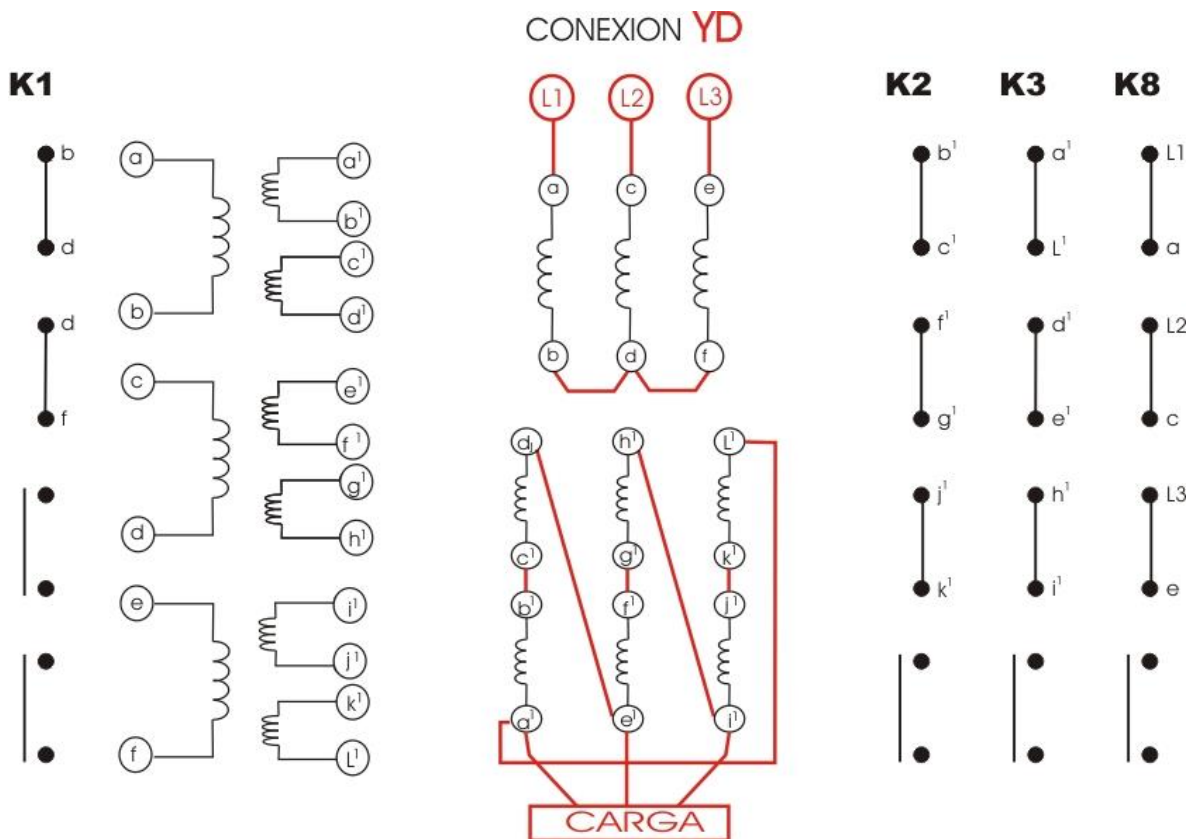 CONEXION YD
K1
K2 K3 K8
L1 L2 L3
b
d
d
f
a
b
c
d
e
f
a¹
b¹
c¹
d¹
e¹
f¹
g¹
h¹
i¹
j¹
k¹
L¹
a c e
b d f
d₁ h¹ L¹
c¹ g¹ k¹
b¹ f¹ j¹
a¹ e¹ i¹
CARGA
b¹ a¹ L1
c¹ L¹ a
f¹ d¹ L2
g¹ e¹ c
j¹ h¹ L3
k¹ i¹ e